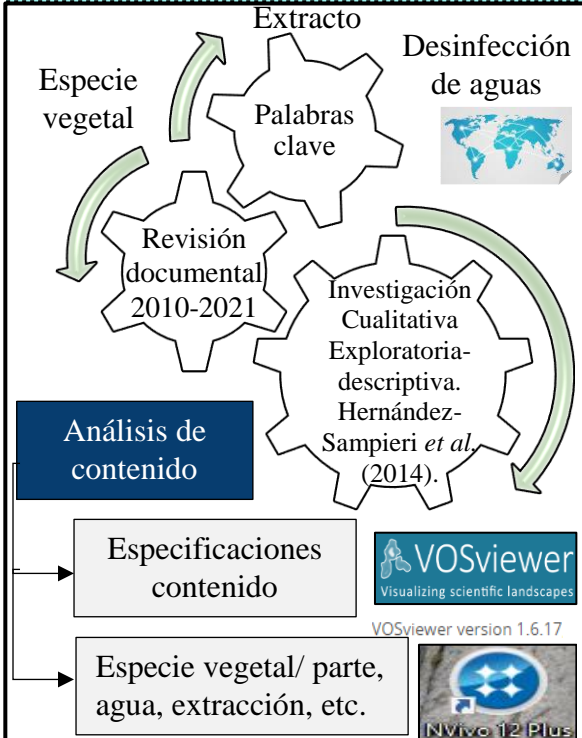 Extracto
Especie
vegetal
Desinfección
de aguas
Palabras
clave
Revisión
documental
2010-2021
Investigación
Cualitativa
Exploratoria-
descriptiva.
Hernández-
Sampieri et al.
(2014).
Análisis de
contenido
Especificaciones
contenido
VOSviewer
Visualizing scientific landscapes
VOSviewer version 1.6.17
Especie vegetal/ parte,
agua, extracción, etc.
NVivo 12 Plus